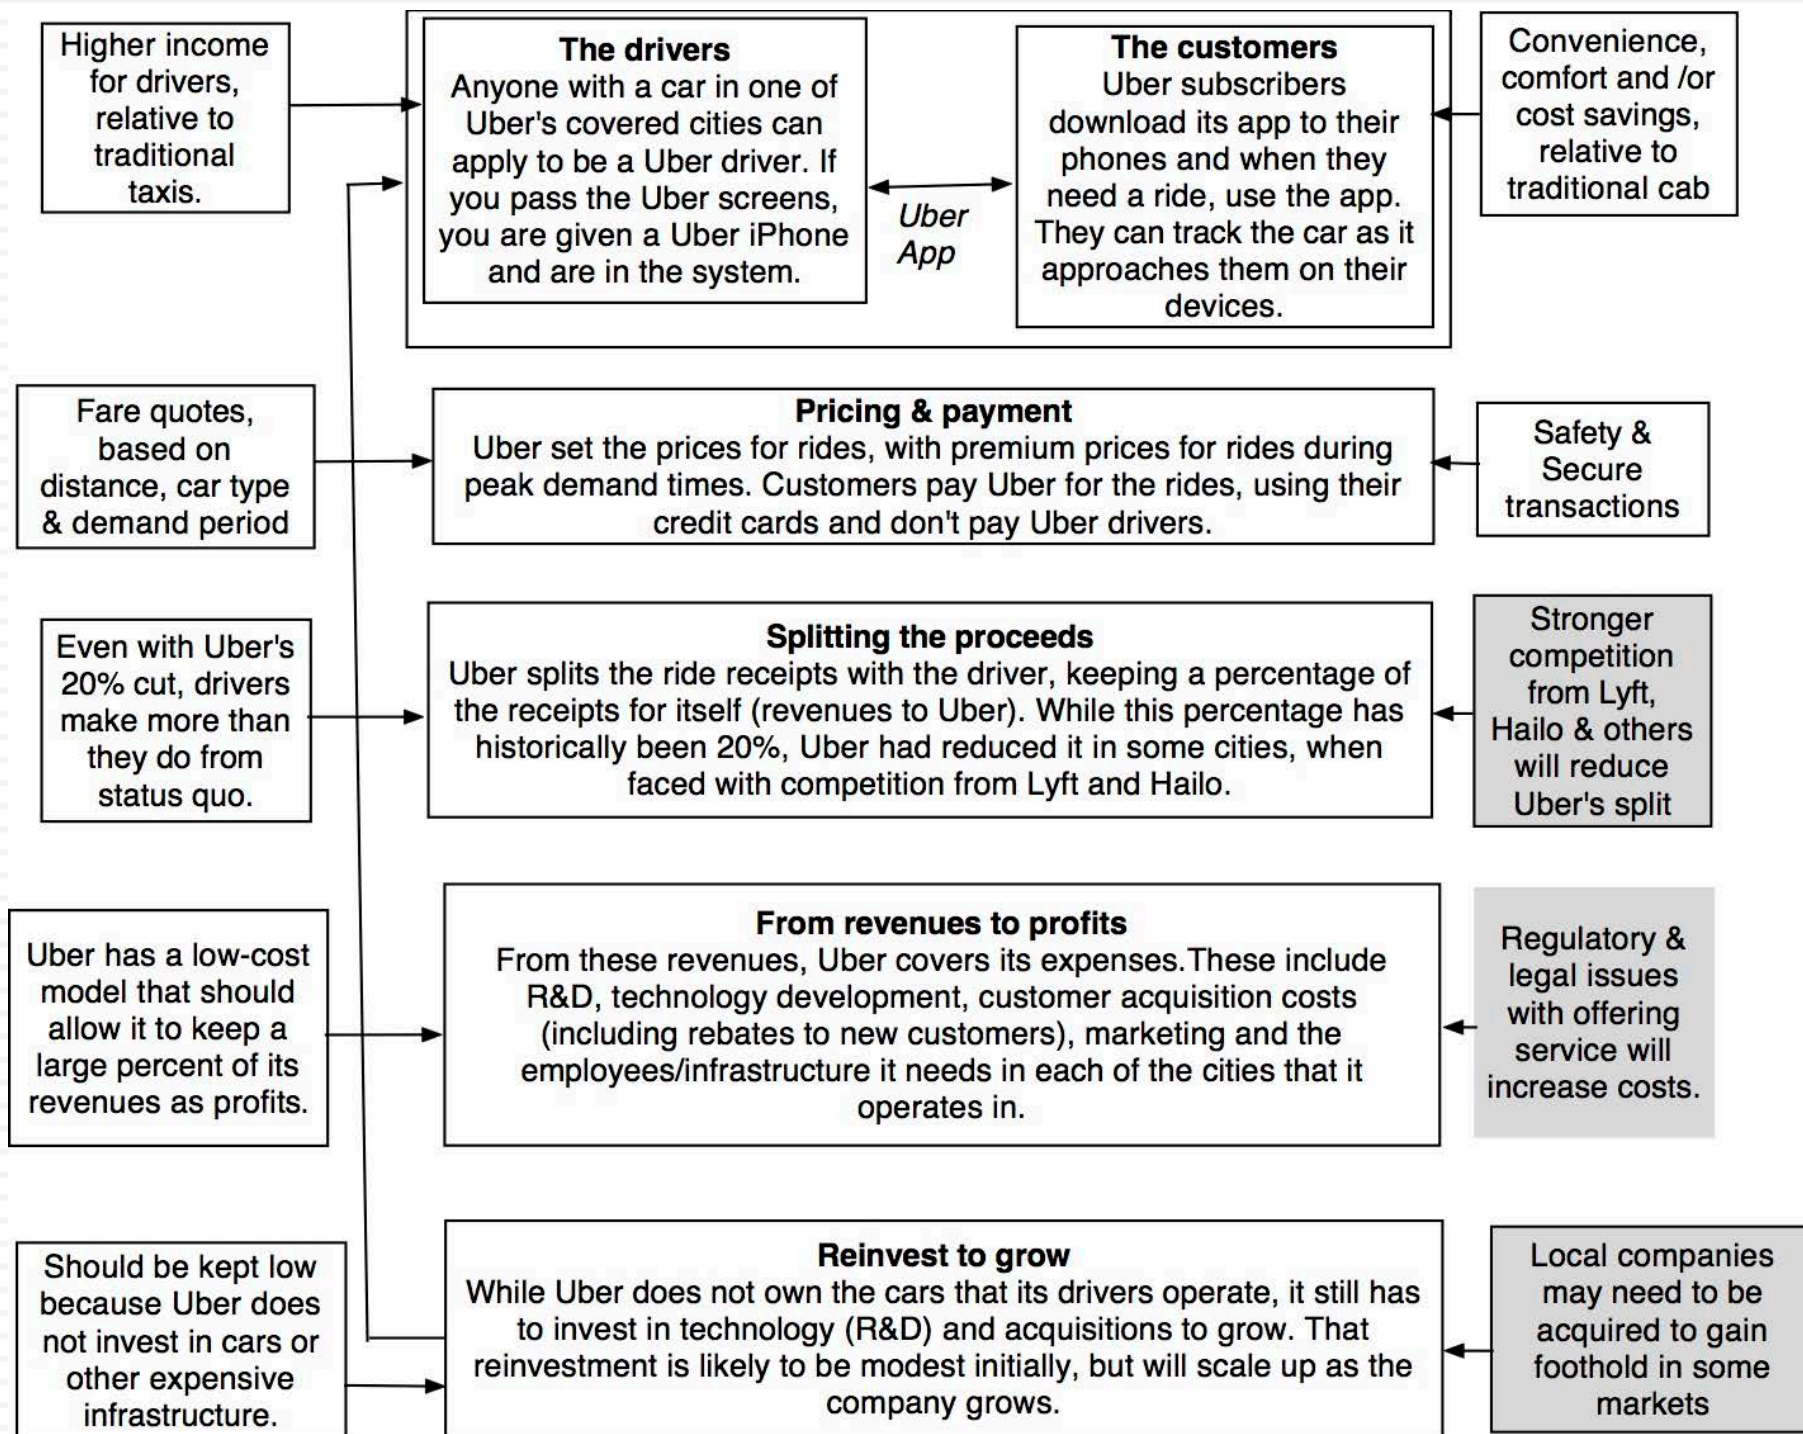 Higher income
for drivers,
relative to
traditional
taxis.
The drivers
Anyone with a car in one of
Uber's covered cities can
apply to be a Uber driver. If
you pass the Uber screens,
you are given a Uber iPhone
and are in the system.
Uber
App
The customers
Uber subscribers
download its app to their
phones and when they
need a ride, use the app.
They can track the car as it
approaches them on their
devices.
Convenience,
comfort and /or
cost savings,
relative to
traditional cab
Fare quotes,
based on
distance, car type
& demand period
Pricing & payment
Uber set the prices for rides, with premium prices for rides during
peak demand times. Customers pay Uber for the rides, using their
credit cards and don't pay Uber drivers.
Safety &
Secure
transactions
Even with Uber's
20% cut, drivers
make more than
they do from
status quo.
Splitting the proceeds
Uber splits the ride receipts with the driver, keeping a percentage of
the receipts for itself (revenues to Uber). While this percentage has
historically been 20%, Uber had reduced it in some cities, when
faced with competition from Lyft and Hailo.
Stronger
competition
from Lyft,
Hailo & others
will reduce
Uber's split
Uber has a low-cost
model that should
allow it to keep a
large percent of its
revenues as profits.
From revenues to profits
From these revenues, Uber covers its expenses.These include
R&D, technology development, customer acquisition costs
(including rebates to new customers), marketing and the
employees/infrastructure it needs in each of the cities that it
operates in.
Regulatory &
legal issues
with offering
service will
increase costs.
Should be kept low
because Uber does
not invest in cars or
other expensive
infrastructure.
Reinvest to grow
While Uber does not own the cars that its drivers operate, it still has
to invest in technology (R&D) and acquisitions to grow. That
reinvestment is likely to be modest initially, but will scale up as the
company grows.
Local companies
may need to be
acquired to gain
foothold in some
markets